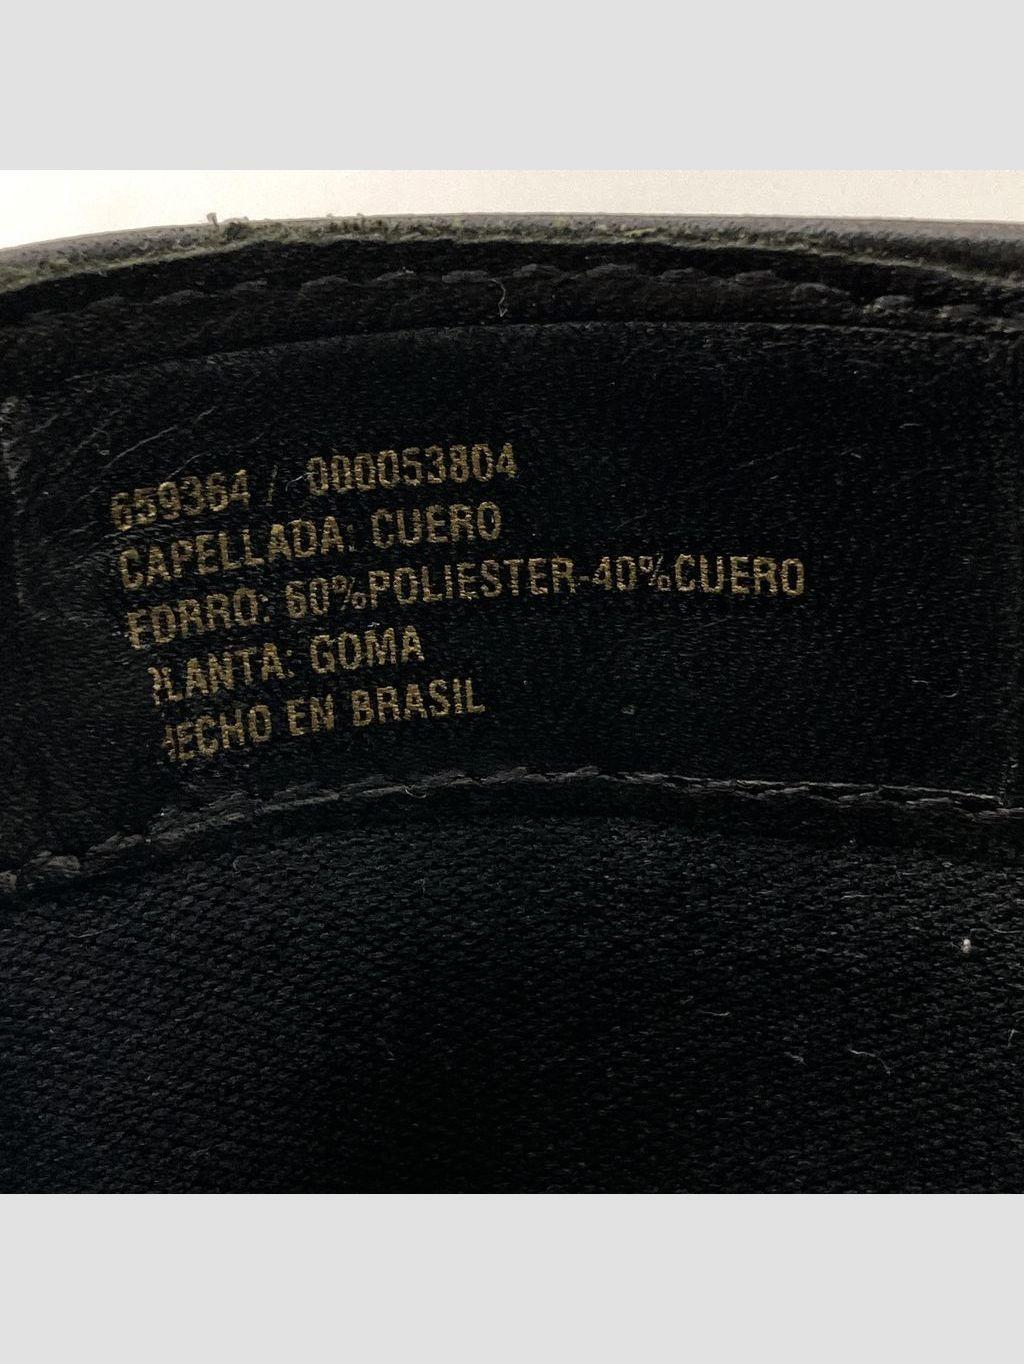 659364 / 000053804
CAPELLADA: CUERO
FORRO: 60%POLIESTER-40%CUERO
PLANTA: GOMA
HECHO EN BRASIL